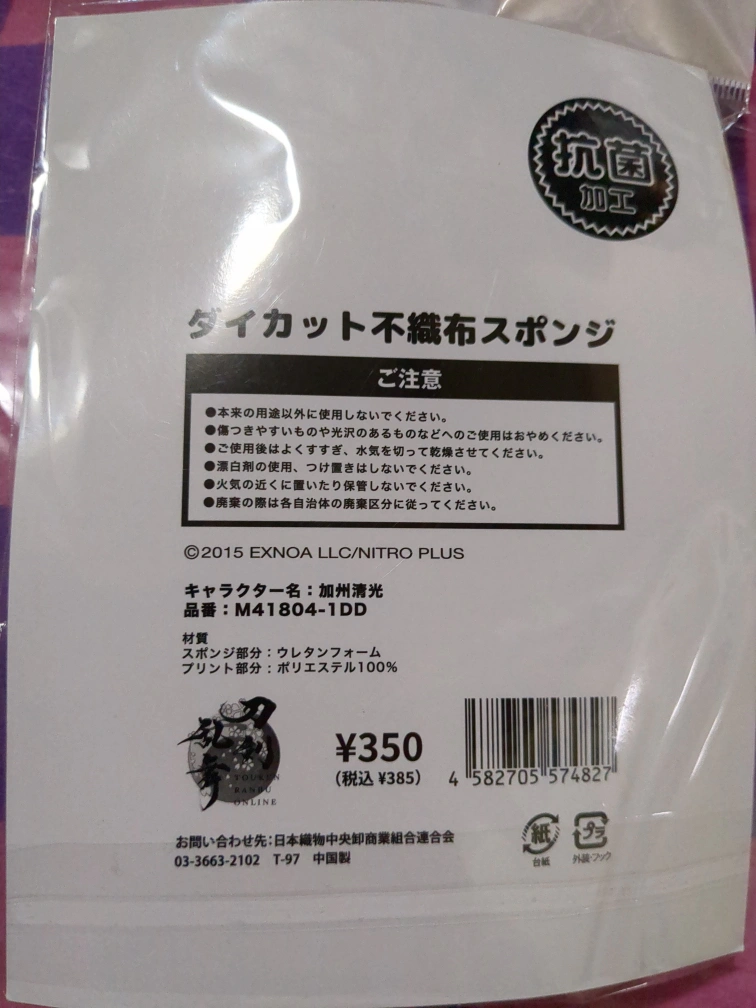 抗菌
加工
ダイカット不織布スポンジ
ご注意
●本来の用途以外に使用しないでください。
●傷つきやすいものや光沢のあるものなどへのご使用はおやめください。
●ご使用後はよくすすぎ、水気を切って乾燥させてください。
●漂白剤の使用、つけ置きはしないでください。
●火気の近くに置いたり保管しないでください。
●廃棄の際は各自治体の廃棄区分に従ってください。
©2015 EXNOA LLC/NITRO PLUS
キャラクター名：加州清光
品番：M41804-1DD
材質
スポンジ部分：ウレタンフォーム
プリント部分：ポリエステル100%
刀剣
乱舞
TOUKEN
RANBU
ONLINE
¥350
（税込 ¥385）
4 582705 574827
お問い合わせ先：日本織物中央卸商業組合連合会
03-3663-2102 T-97 中国製
紙
台紙
プラ
外装・フック